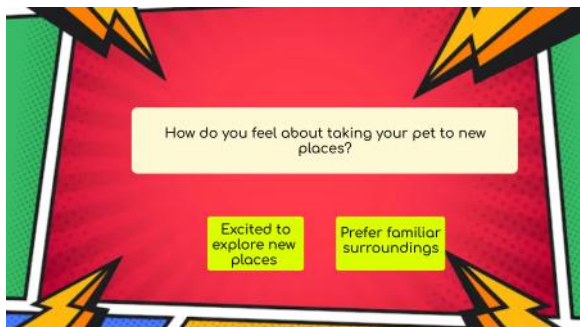 How do you feel about taking your pet to new
places?
Excited to
explore new
places
Prefer familiar
surroundings